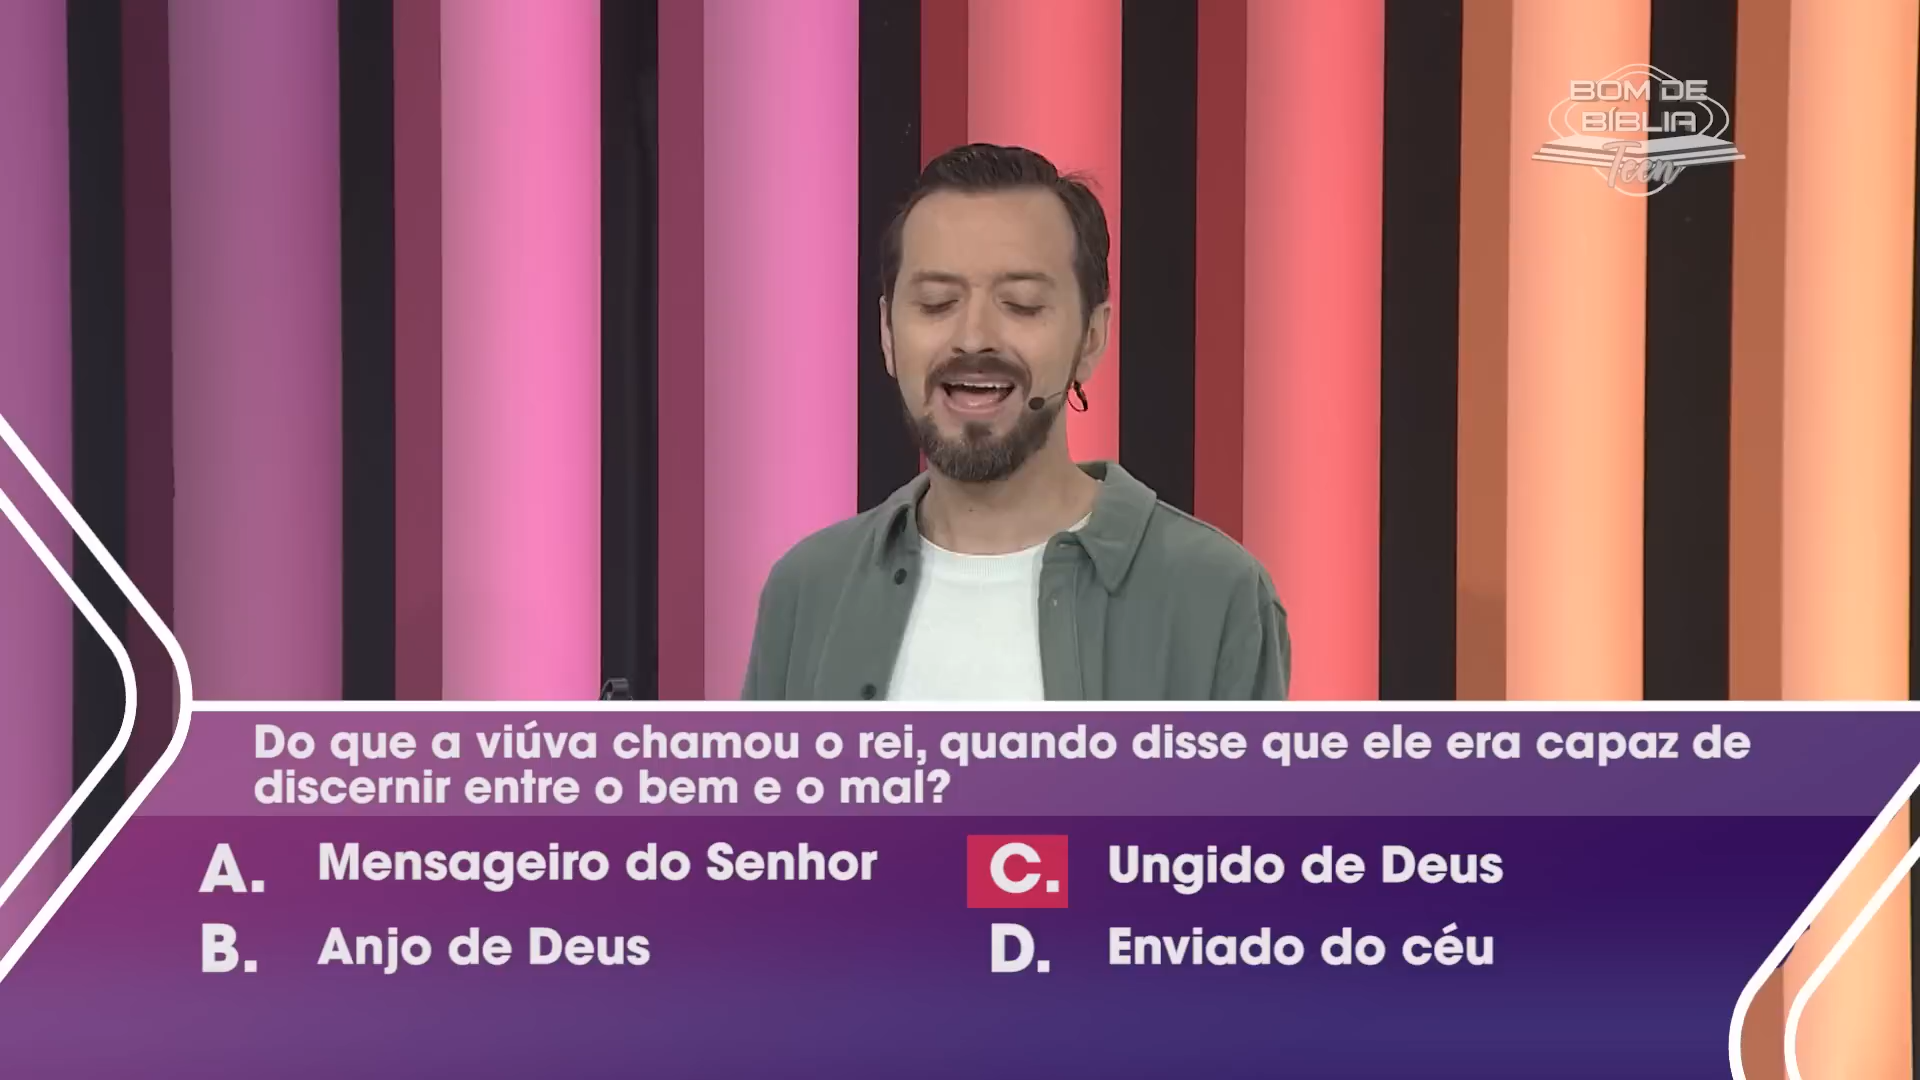 BOM DE
BÍBLIA
Teen
Do que a viúva chamou o rei, quando disse que ele era capaz de
discernir entre o bem e o mal?
A. Mensageiro do Senhor
C. Ungido de Deus
B. Anjo de Deus
D. Enviado do céu